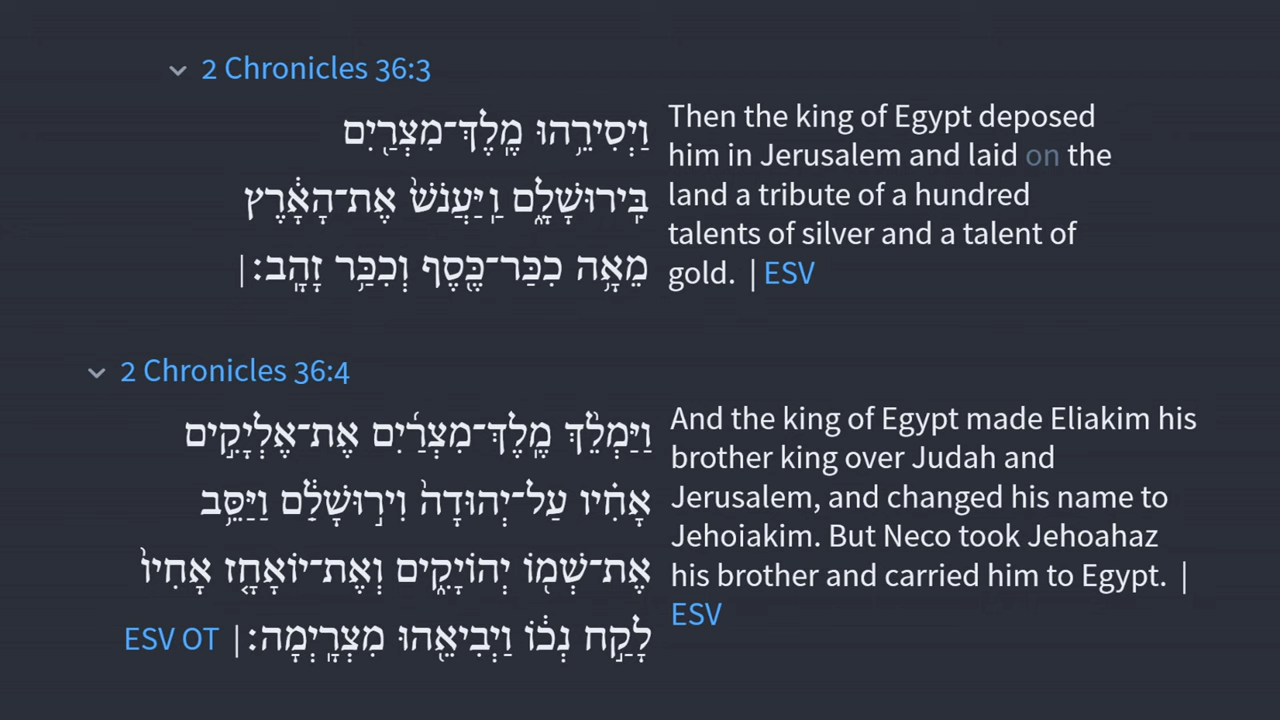 2 Chronicles 36:3
וַיְסִירֵ֥הוּ מֶֽלֶךְ־מִצְרַ֖יִם
בִּירוּשָׁלִָ֑ם וַֽיַּעֲנֹשׁ֙ אֶת־הָאָ֔רֶץ
מֵאָ֥ה כִכַּר־כֶּ֖סֶף וְכִכַּ֥ר זָהָֽב׃ |
Then the king of Egypt deposed
him in Jerusalem and laid on the
land a tribute of a hundred
talents of silver and a talent of
gold. | ESV
2 Chronicles 36:4
וַיַּמְלֵ֨ךְ מֶֽלֶךְ־מִצְרַ֜יִם אֶת־אֶלְיָקִ֣ים
אָחִ֗יו עַל־יְהוּדָה֙ וִיר֣וּשָׁלִַ֔ם וַיַּסֵּ֥ב
אֶת־שְׁמ֖וֹ יְהוֹיָקִ֑ים וְאֶת־יוֹאָחָ֤ז אָחִיו֙
לָקַ֣ח נְכ֔וֹ וַיְבִיאֵ֖הוּ מִצְרָֽיְמָה׃ | ESV OT
And the king of Egypt made Eliakim his
brother king over Judah and
Jerusalem, and changed his name to
Jehoiakim. But Neco took Jehoahaz
his brother and carried him to Egypt. |
ESV